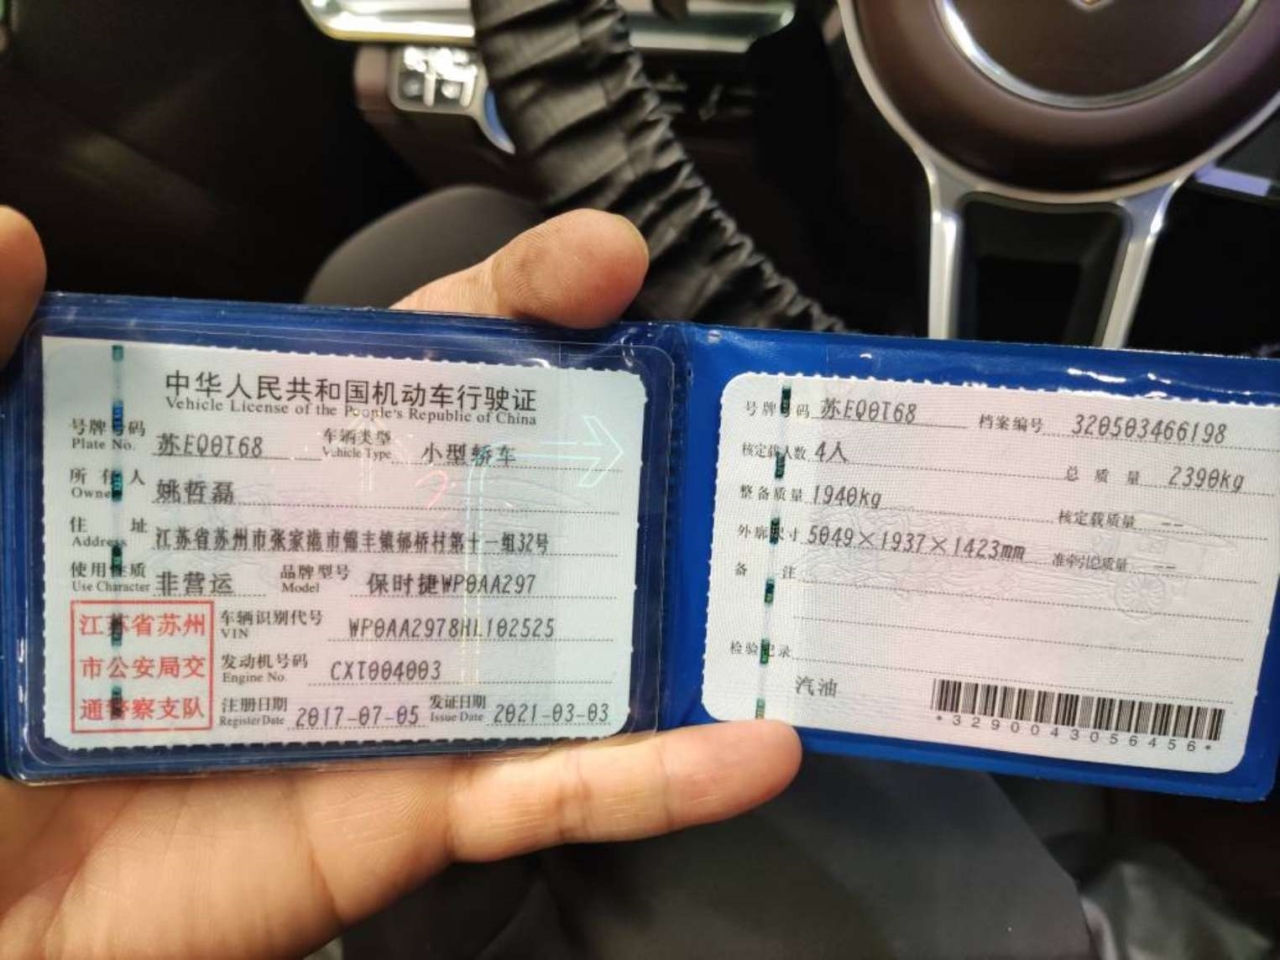 中华人民共和国机动车行驶证
Vehicle License of the People's Republic of China
号牌号码 Plate No. 苏EQ0T68 车辆类型 Vehicle Type 小型轿车
所有人 Owner 姚哲磊
住址 Address 江苏省苏州市张家港市锦丰镇郁桥村第十一组32号
使用性质 Use Character 非营运 品牌型号 Model 保时捷WP0AA297
江苏省苏州
市公安局交
通警察支队
车辆识别代号 VIN WP0AA2978HL102525
发动机号码 Engine No. CXT004003
注册日期 Register Date 2017-07-05 发证日期 Issue Date 2021-03-03
号牌号码 苏EQ0T68 档案编号 320503466198
核定载人数 4人 总质量 2390kg
整备质量 1940kg 核定载质量 --
外廓尺寸 5049×1937×1423mm 准牵引总质量 --
备注
检验记录
汽油
*3290043056456*